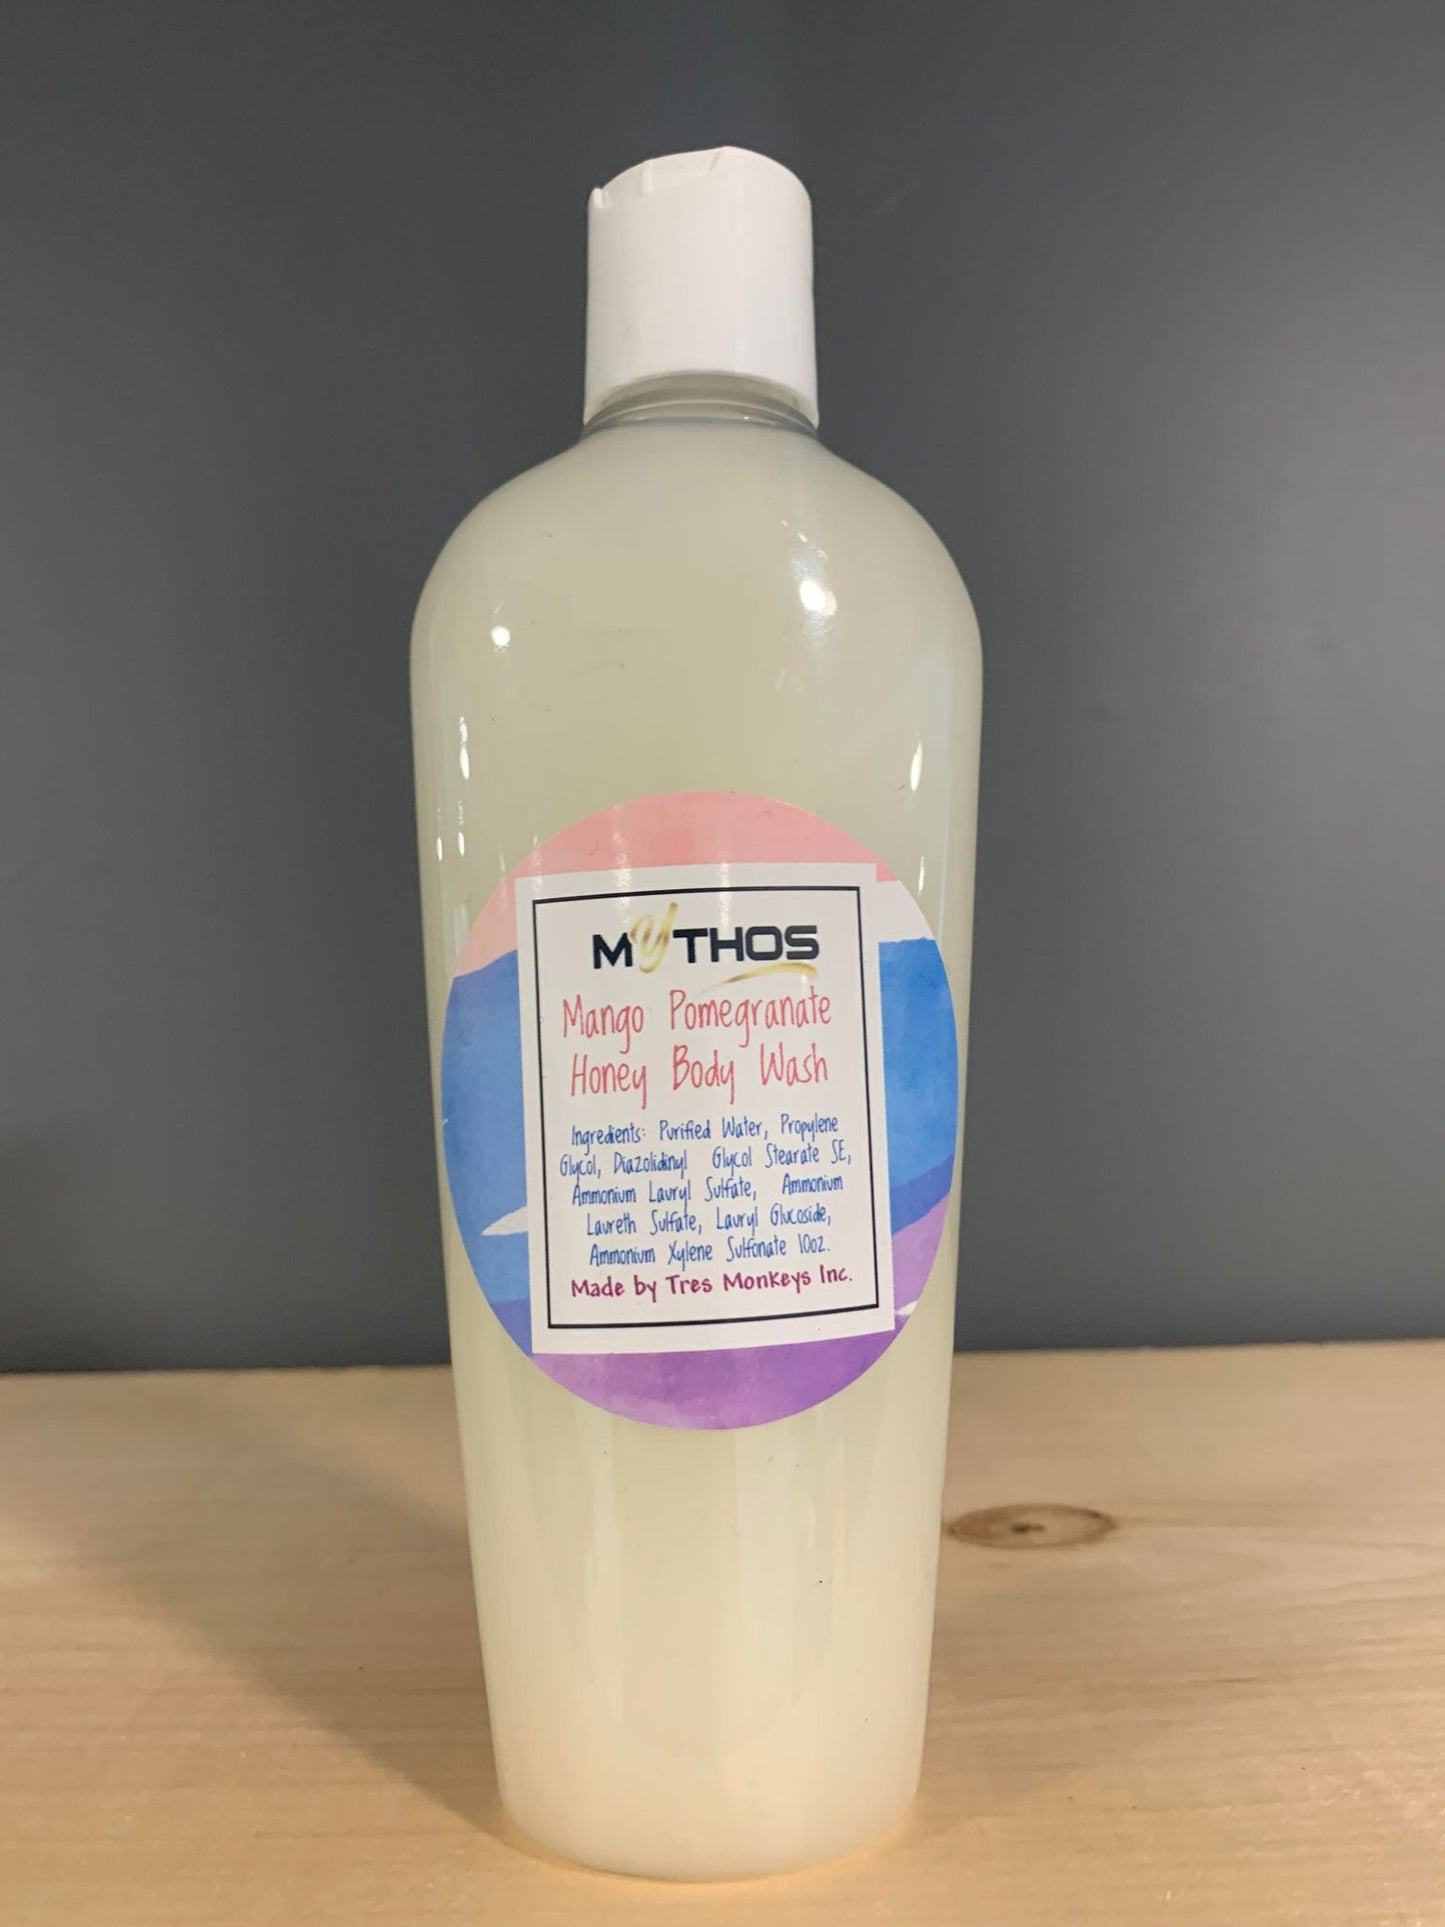 MYTHOS
Mango Pomegranate
Honey Body Wash
Ingredients: Purified Water, Propylene
Glycol, Diazolidinyl Glycol Stearate SE,
Ammonium Lauryl Sulfate, Ammonium
Laureth Sulfate, Lauryl Glucoside,
Ammonium Xylene Sulfonate 10oz.
Made by Tres Monkeys Inc.